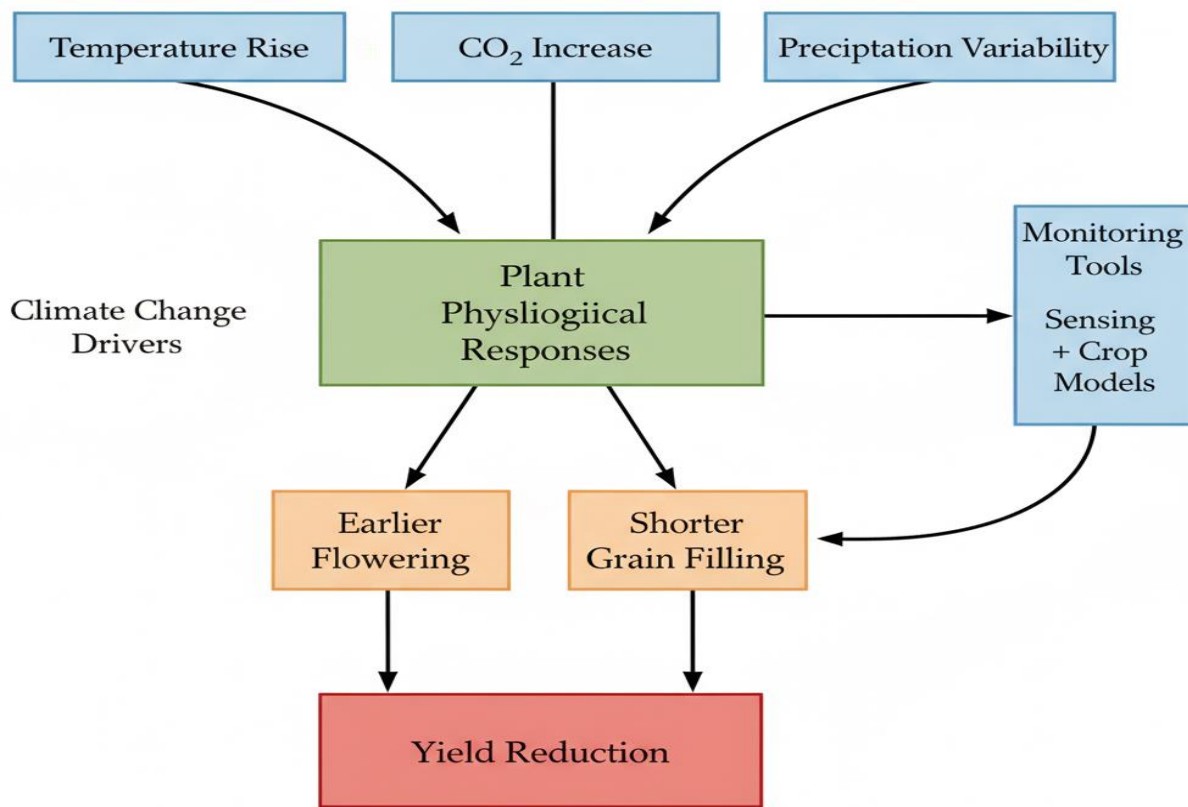 Temperature Rise
CO₂ Increase
Preciptation Variability
Monitoring
Tools
Sensing
+ Crop
Models
Plant
Physliogiical
Responses
Climate Change
Drivers
Earlier
Flowering
Shorter
Grain Filling
Yield Reduction